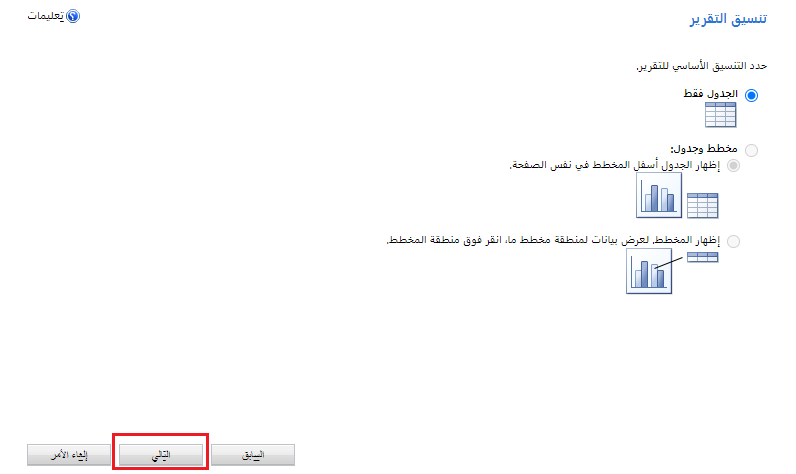 تنسيق التقرير
تعليمات
حدد التنسيق الأساسي للتقرير.
الجدول فقط
مخطط وجدول:
إظهار الجدول أسفل المخطط في نفس الصفحة.
إظهار المخطط. لعرض بيانات لمنطقة مخطط ما، انقر فوق منطقة المخطط.
السابق
التالي
إلغاء الأمر